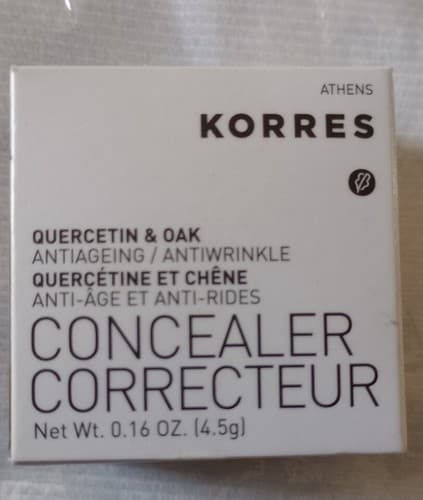 ATHENS
KORRES
QUERCETIN & OAK
ANTIAGEING / ANTIWRINKLE
QUERCÉTINE ET CHÊNE
ANTI-ÂGE ET ANTI-RIDES
CONCEALER
CORRECTEUR
Net Wt. 0.16 OZ. (4.5g)